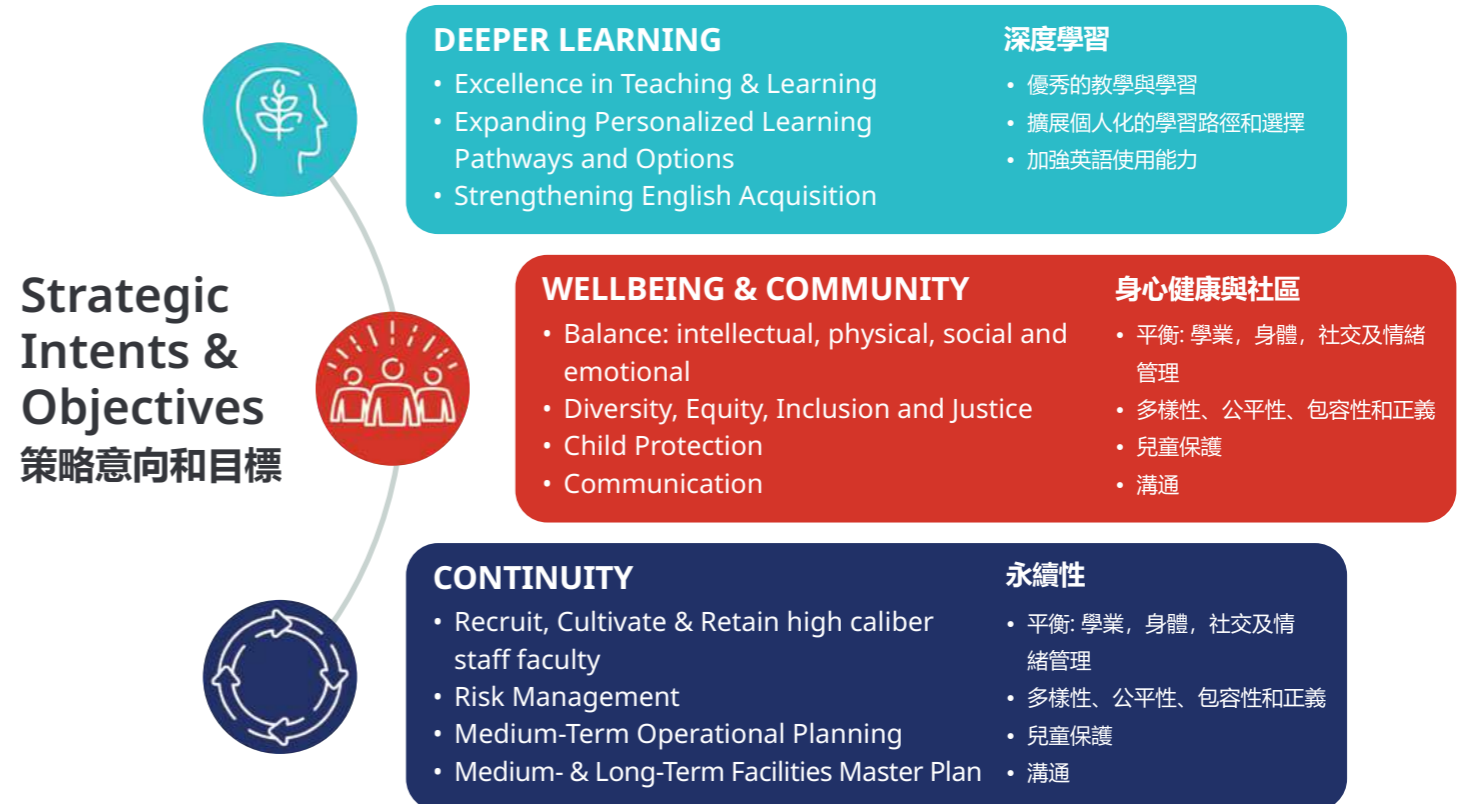 Strategic
Intents &
Objectives
策略意向和目標
DEEPER LEARNING
• Excellence in Teaching & Learning
• Expanding Personalized Learning
Pathways and Options
• Strengthening English Acquisition
深度學習
• 優秀的教學與學習
• 擴展個人化的學習路徑和選擇
• 加強英語使用能力
WELLBEING & COMMUNITY
• Balance: intellectual, physical, social and
emotional
• Diversity, Equity, Inclusion and Justice
• Child Protection
• Communication
身心健康與社區
• 平衡: 學業，身體，社交及情緒
管理
• 多樣性、公平性、包容性和正義
• 兒童保護
• 溝通
CONTINUITY
• Recruit, Cultivate & Retain high caliber
staff faculty
• Risk Management
• Medium-Term Operational Planning
• Medium- & Long-Term Facilities Master Plan
永續性
• 平衡: 學業，身體，社交及情
緒管理
• 多樣性、公平性、包容性和正義
• 兒童保護
• 溝通